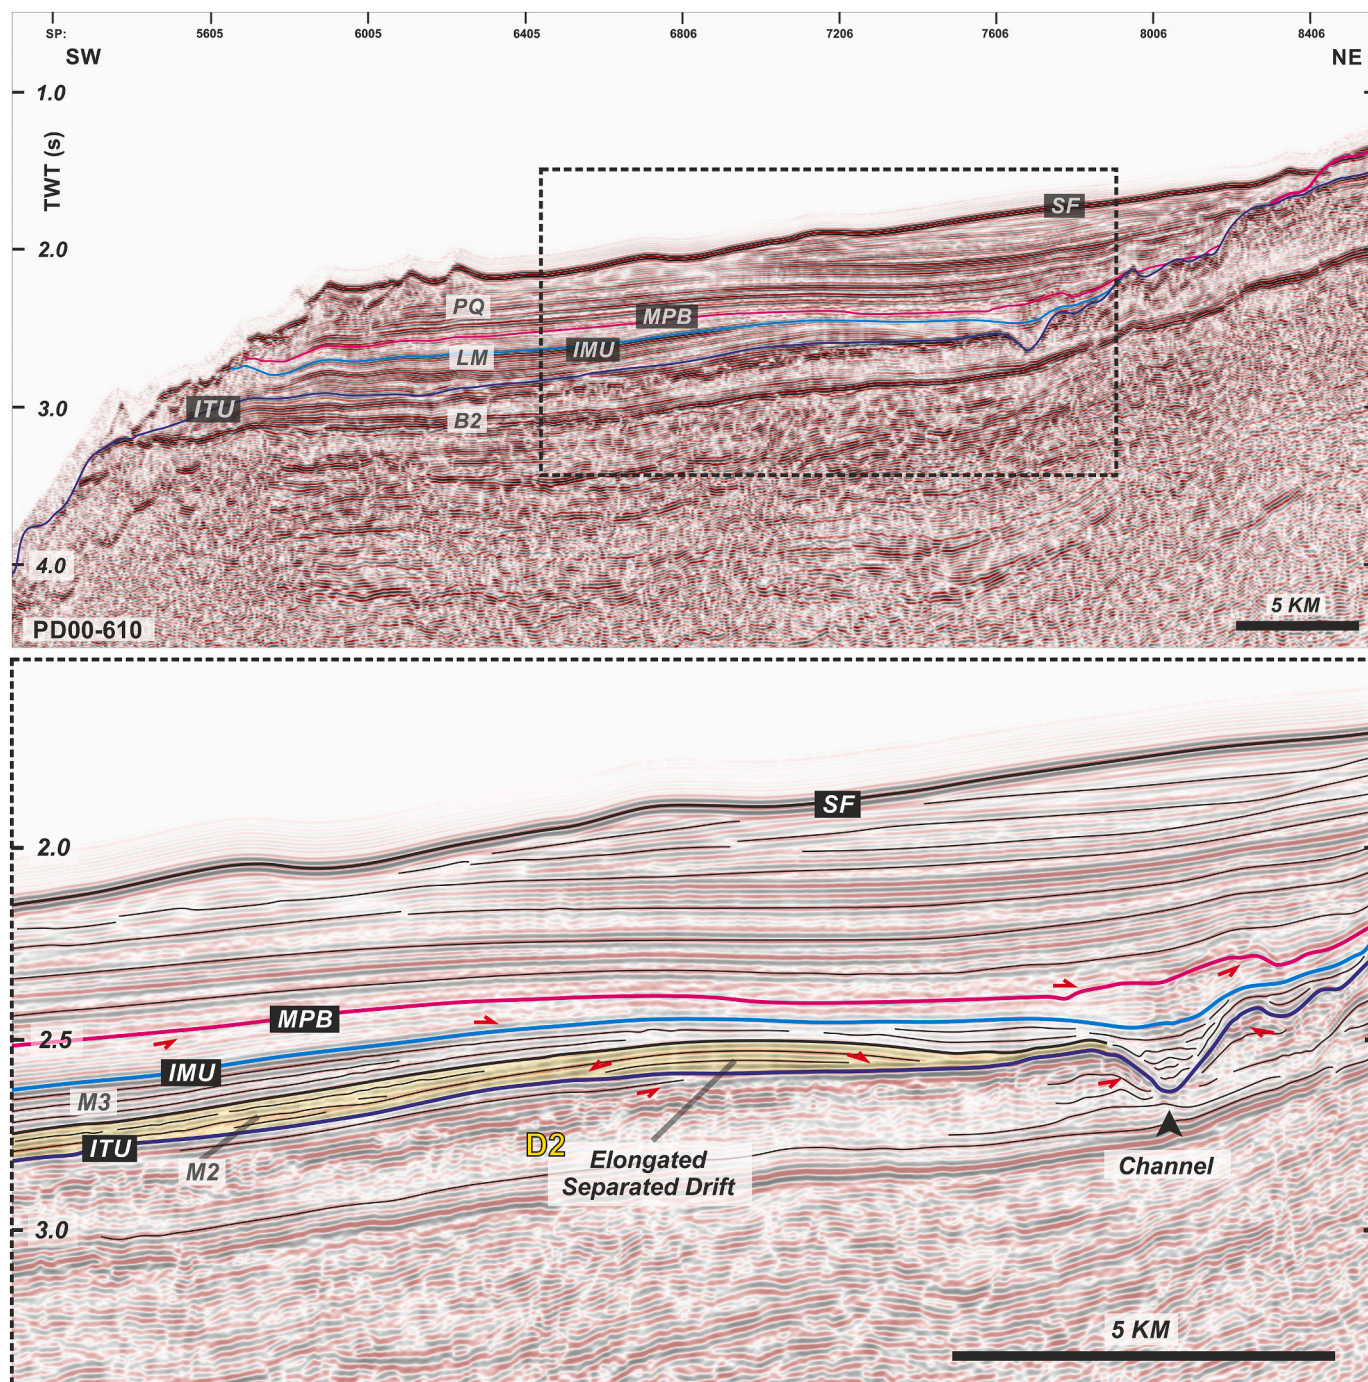 SP: 5605 6005 6405 6806 7206 7606 8006 8406
SW NE
1.0
TWT (s)
SF
2.0
PQ
MPB
IMU
LM
ITU
3.0
B2
4.0
5 KM
PD00-610
SF
2.0
MPB
2.5
IMU
M3
ITU
D2
M2
Elongated
Separated Drift
Channel
3.0
5 KM